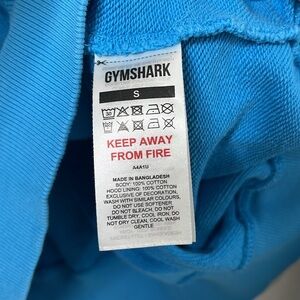 GYMSHARK
S
KEEP AWAY
FROM FIRE
A4A1U
MADE IN BANGLADESH
BODY: 100% COTTON
HOOD LINING: 100% COTTON
EXCLUSIVE OF DECORATION,
WASH WITH SIMILAR COLOURS,
DO NOT USE SOFTENER
DO NOT BLEACH, DO NOT
TUMBLE DRY, COOL IRON, DO
NOT DRY CLEAN, COOL WASH
GENTLE